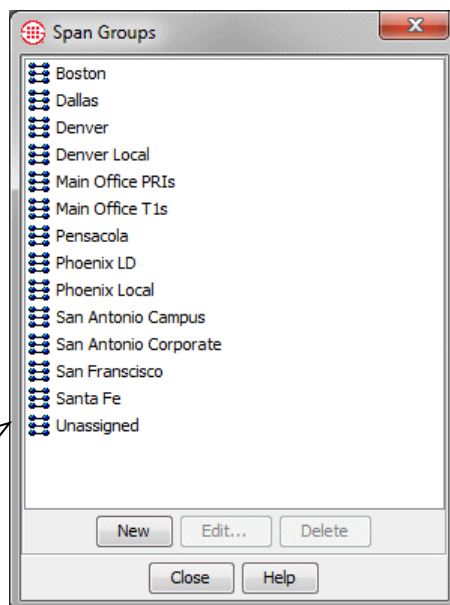 Span Groups
Boston
Dallas
Denver
Denver Local
Main Office PRIs
Main Office T1s
Pensacola
Phoenix LD
Phoenix Local
San Antonio Campus
San Antonio Corporate
San Franscisco
Santa Fe
Unassigned
New Edit... Delete
Close Help